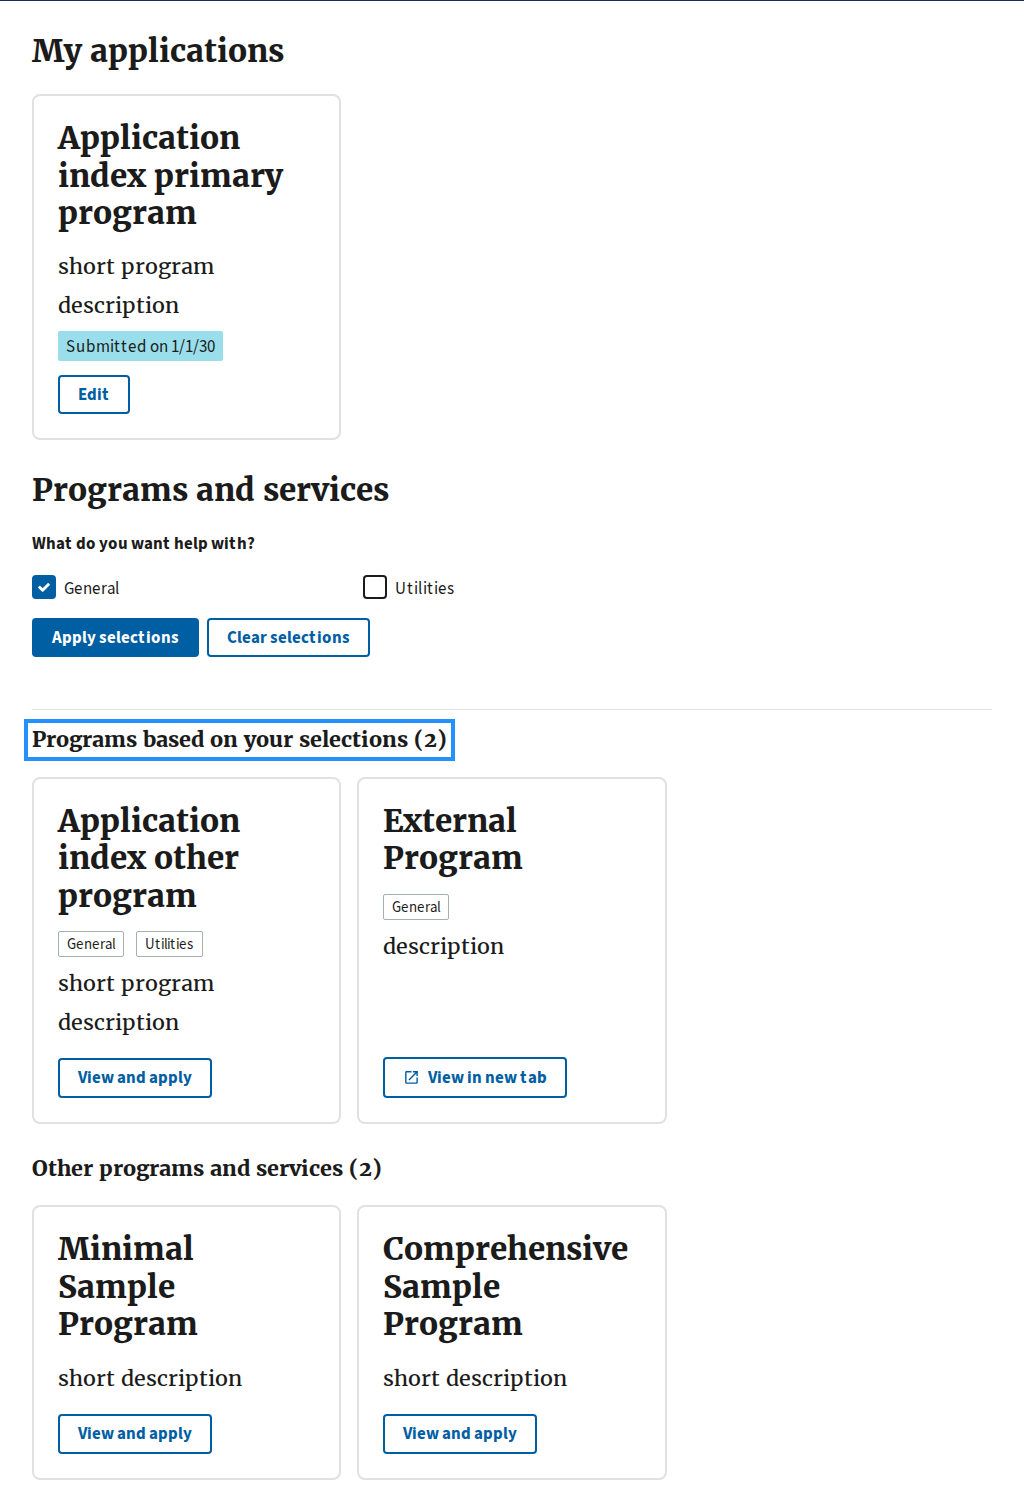 My applications
Application
index primary
program
short program
description
Submitted on 1/1/30
Edit
Programs and services
What do you want help with?
General
Utilities
Apply selections
Clear selections
Programs based on your selections (2)
Application
index other
program
General
Utilities
short program
description
View and apply
External
Program
General
description
View in new tab
Other programs and services (2)
Minimal
Sample
Program
short description
View and apply
Comprehensive
Sample
Program
short description
View and apply